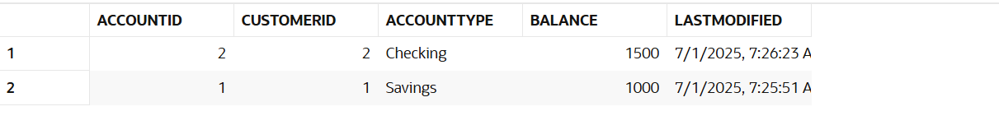 ACCOUNTID CUSTOMERID ACCOUNTTYPE BALANCE LASTMODIFIED
1 2 2 Checking 1500 7/1/2025, 7:26:23 A
2 1 1 Savings 1000 7/1/2025, 7:25:51 A